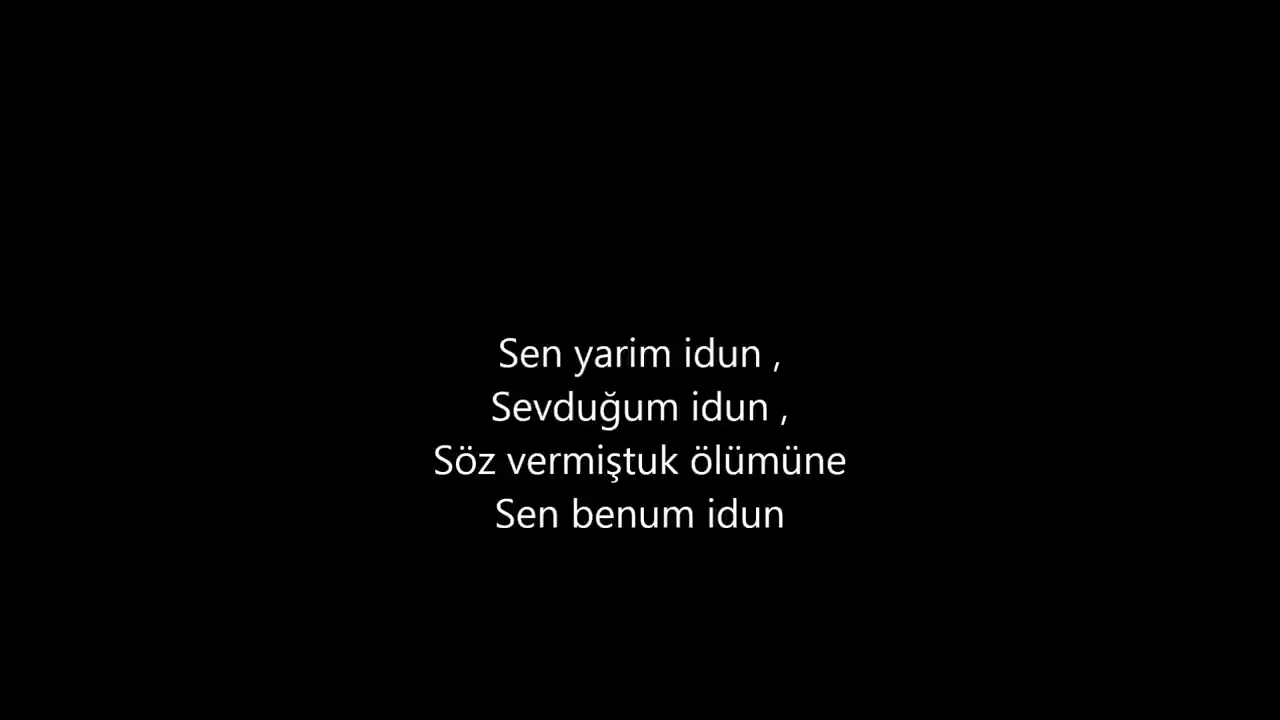 Sen yarim idun ,
Sevduğum idun ,
Söz vermiştuk ölümüne
Sen benum idun